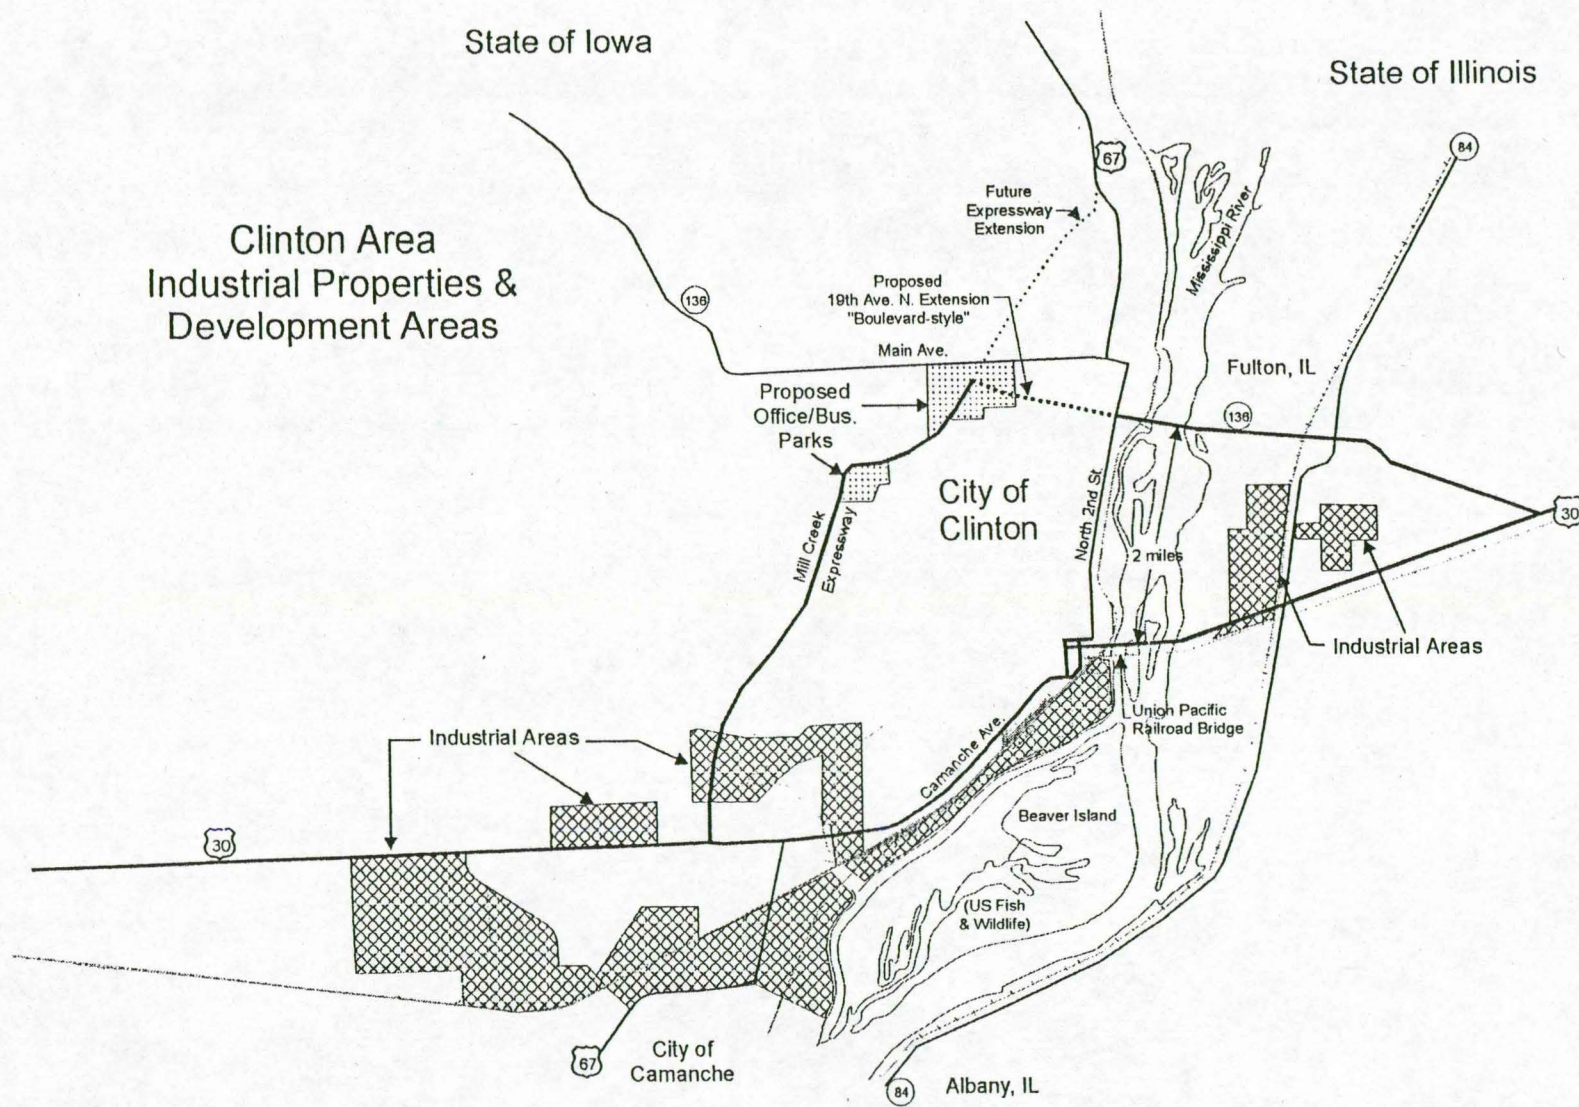 State of Iowa
State of Illinois
Clinton Area
Industrial Properties &
Development Areas
84
67
Future
Expressway
Extension
Mississippi River
136
Proposed
19th Ave. N. Extension
"Boulevard-style"
Main Ave.
Fulton, IL
Proposed
Office/Bus.
Parks
136
City of
Clinton
North 2nd St.
30
Mill Creek
Expressway
2 miles
Industrial Areas
Union Pacific
Railroad Bridge
Industrial Areas
Camanche Ave.
Beaver Island
30
(US Fish
& Wildlife)
67
City of
Camanche
84
Albany, IL